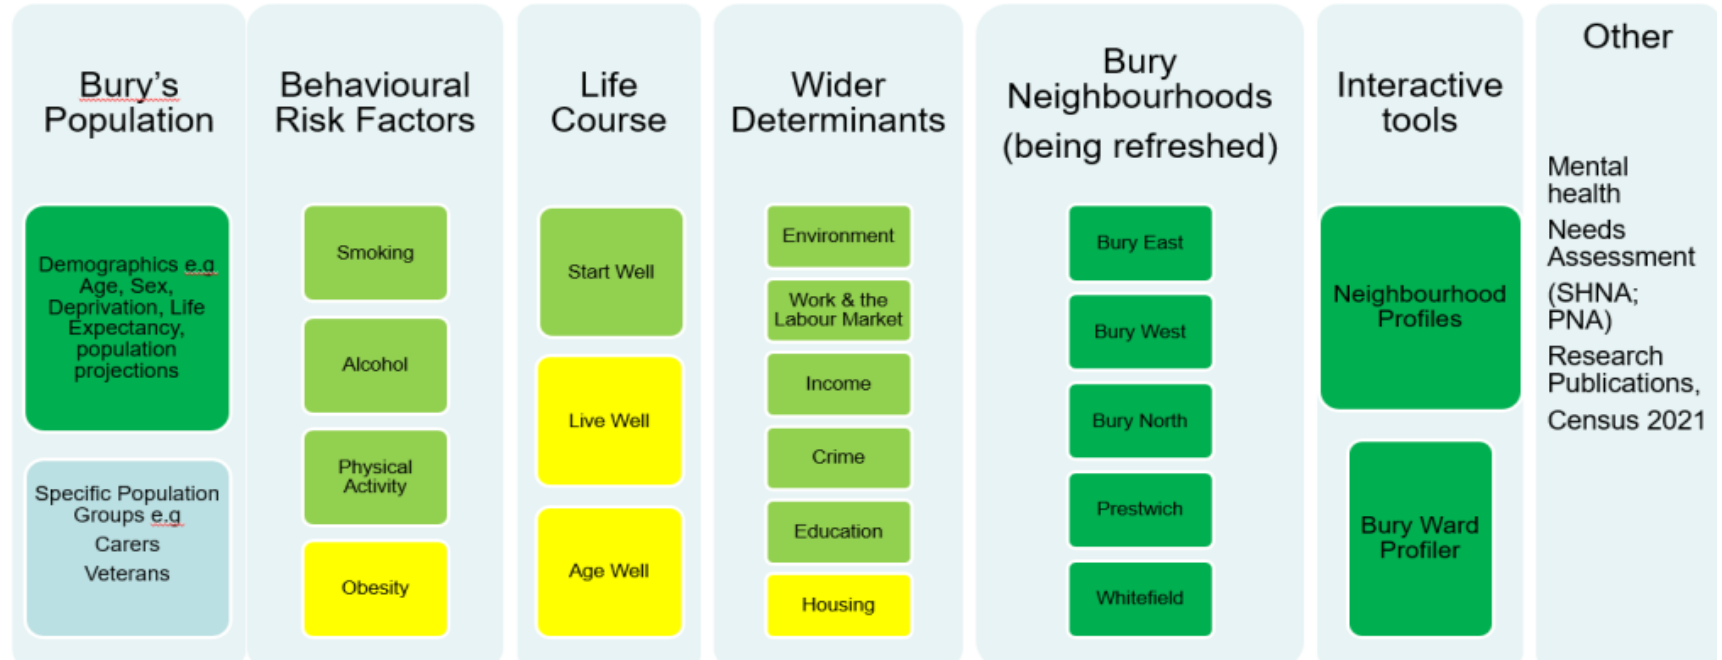 Bury's
Population
Demographics e.g
Age, Sex,
Deprivation, Life
Expectancy,
population
projections
Specific Population
Groups e.g
Carers
Veterans
Behavioural
Risk Factors
Smoking
Alcohol
Physical
Activity
Obesity
Life
Course
Start Well
Live Well
Age Well
Wider
Determinants
Environment
Work & the
Labour Market
Income
Crime
Education
Housing
Bury
Neighbourhoods
(being refreshed)
Bury East
Bury West
Bury North
Prestwich
Whitefield
Interactive
tools
Neighbourhood
Profiles
Bury Ward
Profiler
Other
Mental
health
Needs
Assessment
(SHNA;
PNA)
Research
Publications,
Census 2021